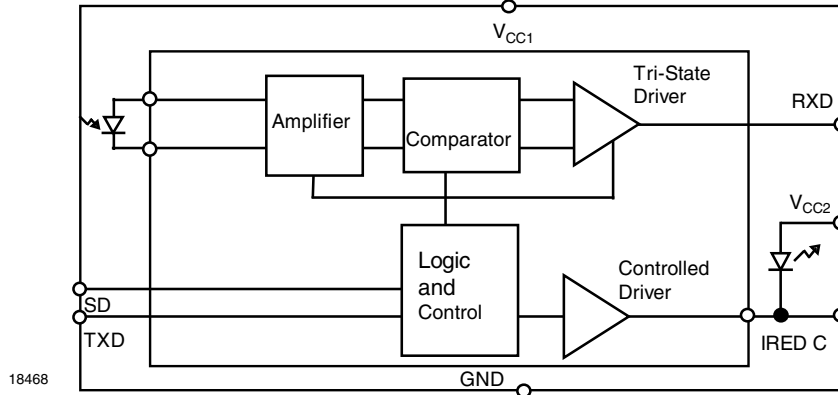 V_CC1
Tri-State
Driver
RXD
Amplifier
Comparator
V_CC2
Logic
and
Control
Controlled
Driver
SD
TXD
IRED C
18468
GND